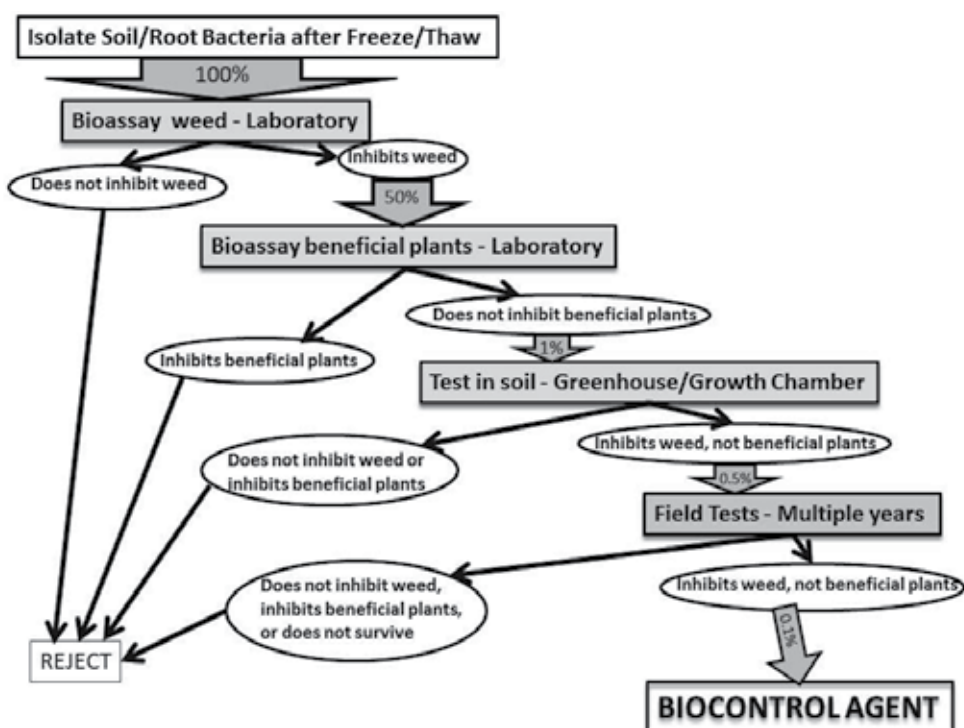 Isolate Soil/Root Bacteria after Freeze/Thaw
100%
Bioassay weed - Laboratory
Inhibits weed
Does not inhibit weed
50%
Bioassay beneficial plants - Laboratory
Does not inhibit beneficial plants
1%
Inhibits beneficial plants
Test in soil - Greenhouse/Growth Chamber
Inhibits weed, not beneficial plants
Does not inhibit weed or
inhibits beneficial plants
0.5%
Field Tests - Multiple years
Does not inhibit weed,
inhibits beneficial plants,
or does not survive
Inhibits weed, not beneficial plants
0.1%
REJECT
BIOCONTROL AGENT